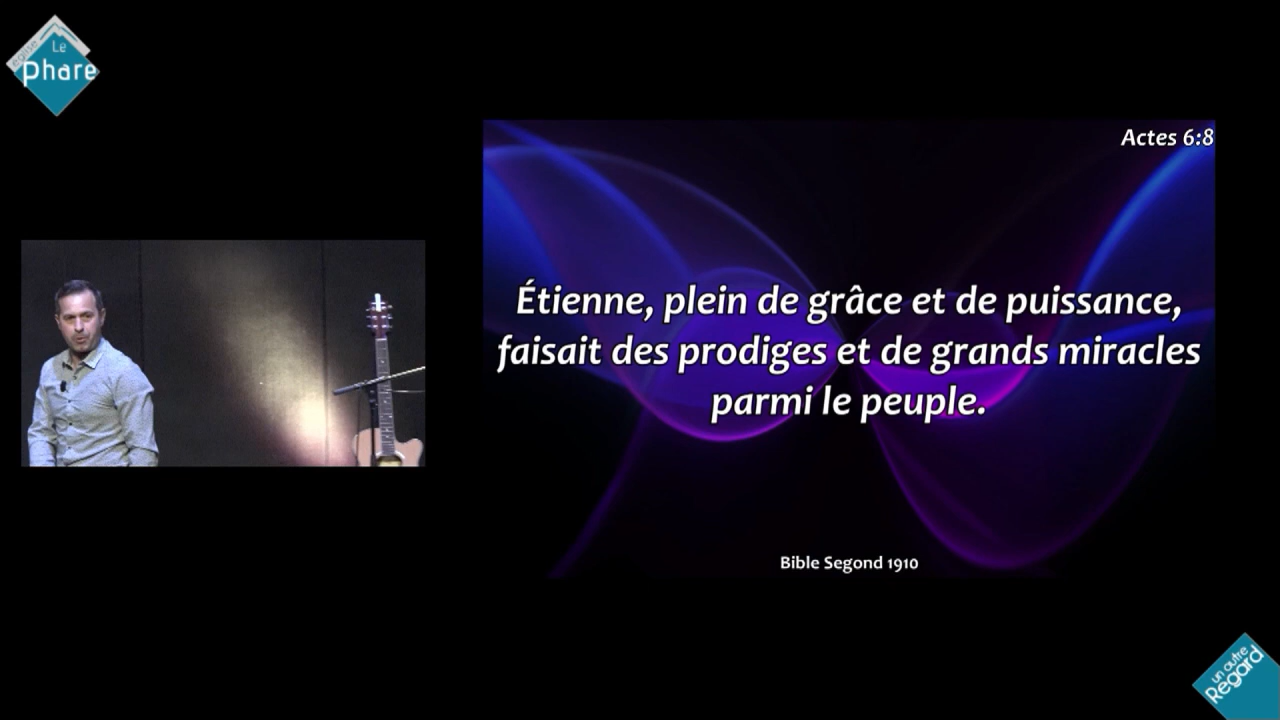 église
Le
phare
Actes 6:8
Étienne, plein de grâce et de puissance,
faisait des prodiges et de grands miracles
parmi le peuple.
Bible Segond 1910
un autre
Regard